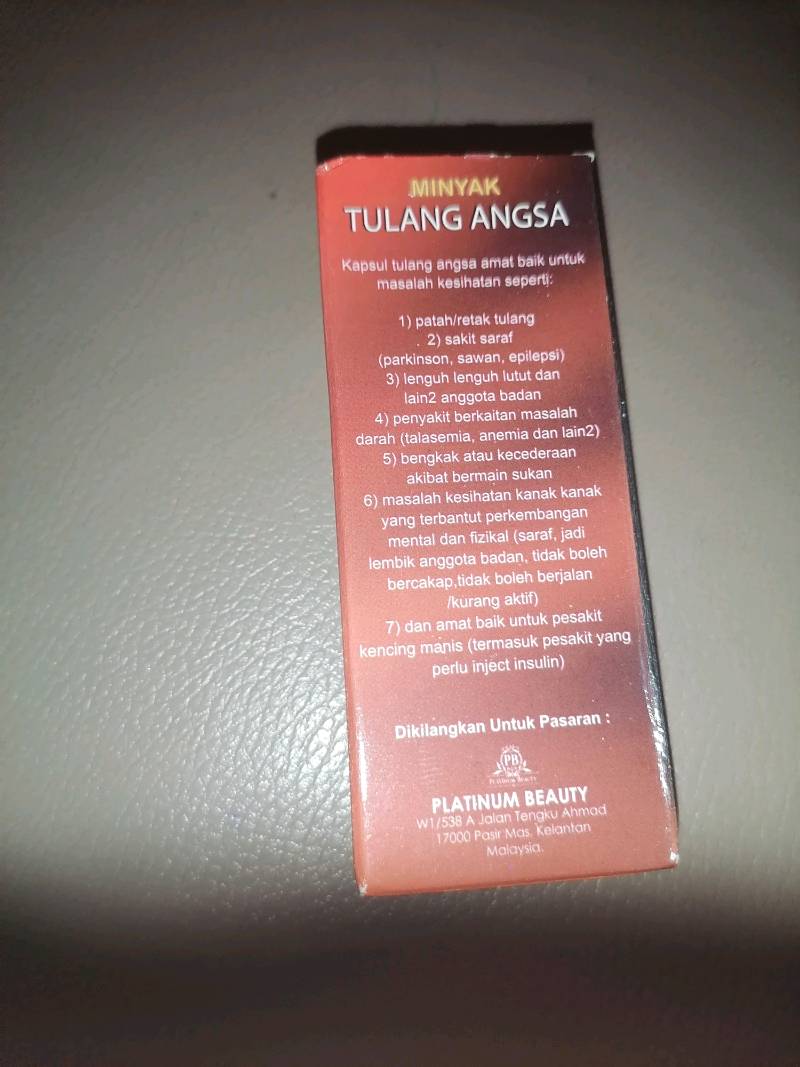 MINYAK
TULANG ANGSA
Kapsul tulang angsa amat baik untuk
masalah kesihatan seperti:
1) patah/retak tulang
2) sakit saraf
(parkinson, sawan, epilepsi)
3) lenguh lenguh lutut dan
lain2 anggota badan
4) penyakit berkaitan masalah
darah (talasemia, anemia dan lain2)
5) bengkak atau kecederaan
akibat bermain sukan
6) masalah kesihatan kanak kanak
yang terbantut perkembangan
mental dan fizikal (saraf, jadi
lembik anggota badan, tidak boleh
bercakap,tidak boleh berjalan
/kurang aktif)
7) dan amat baik untuk pesakit
kencing manis (termasuk pesakit yang
perlu inject insulin)
Dikilangkan Untuk Pasaran :
PB
PLATINUM BEAUTY
PLATINUM BEAUTY
W1/538 A Jalan Tengku Ahmad
17000 Pasir Mas. Kelantan
Malaysia.